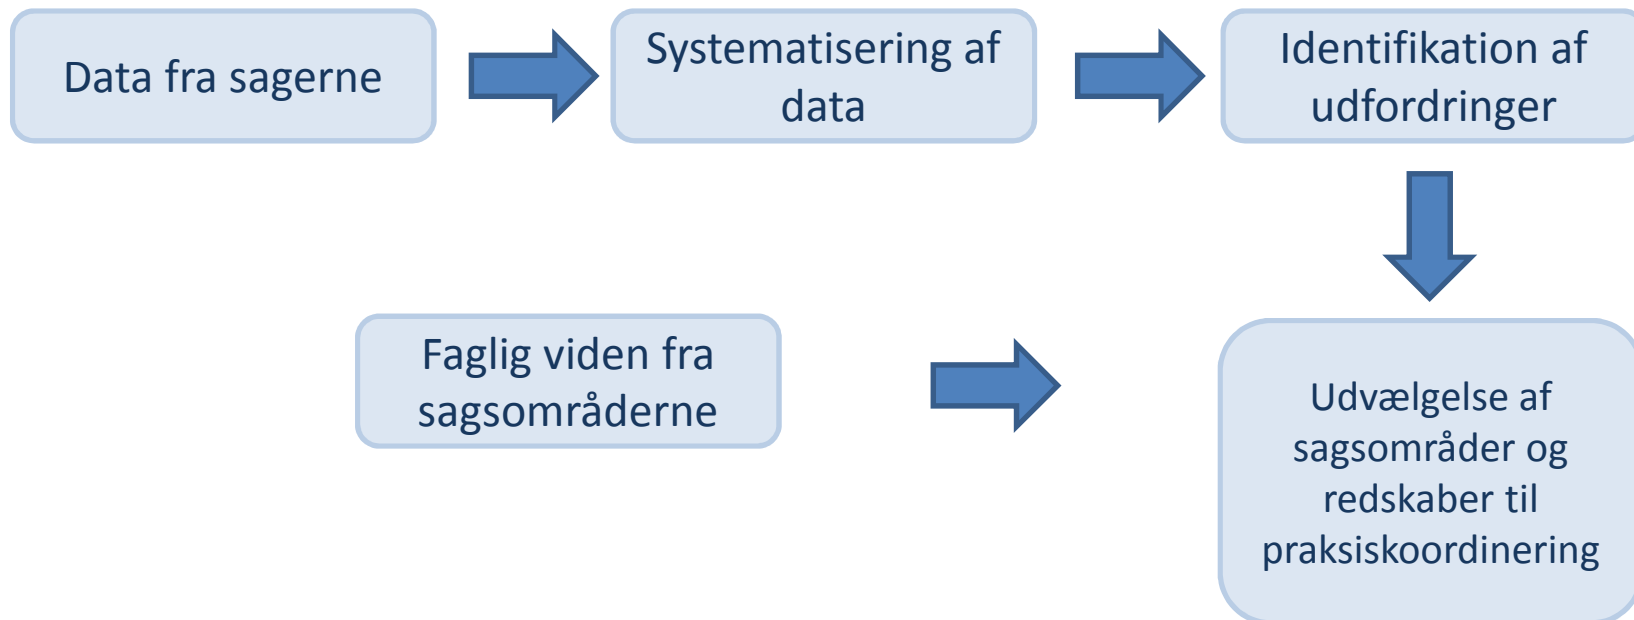 Data fra sagerne
Systematisering af
data
Identifikation af
udfordringer
Faglig viden fra
sagsområderne
Udvælgelse af
sagsområder og
redskaber til
praksiskoordinering